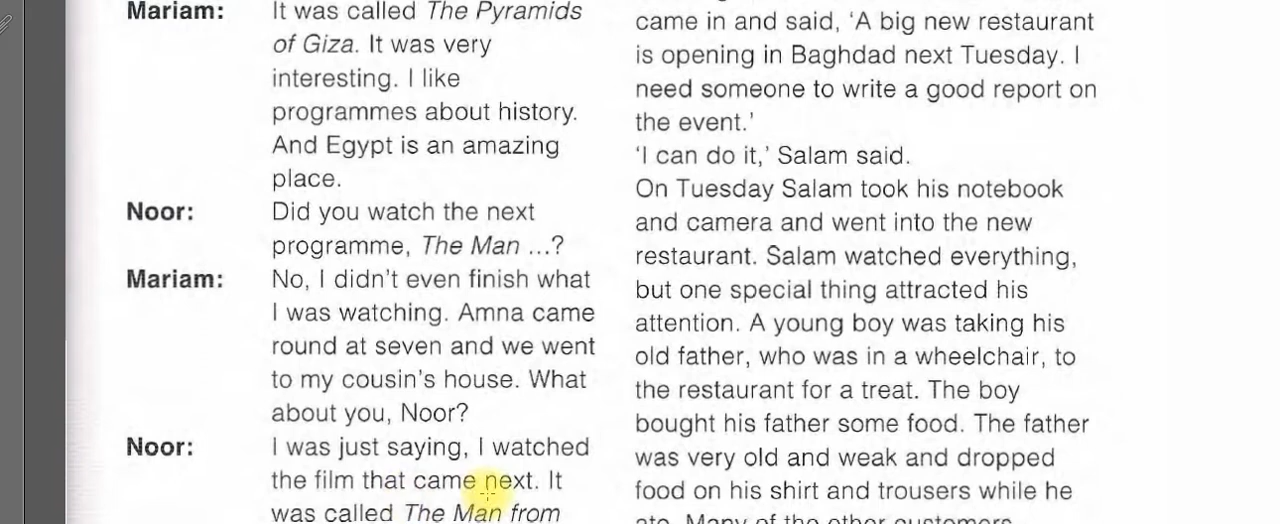 Mariam: It was called The Pyramids
of Giza. It was very
interesting. I like
programmes about history.
And Egypt is an amazing
place.
Noor: Did you watch the next
programme, The Man ...?
Mariam: No, I didn't even finish what
I was watching. Amna came
round at seven and we went
to my cousin's house. What
about you, Noor?
Noor: I was just saying, I watched
the film that came next. It
was called The Man from
came in and said, 'A big new restaurant
is opening in Baghdad next Tuesday. I
need someone to write a good report on
the event.'
'I can do it,' Salam said.
On Tuesday Salam took his notebook
and camera and went into the new
restaurant. Salam watched everything,
but one special thing attracted his
attention. A young boy was taking his
old father, who was in a wheelchair, to
the restaurant for a treat. The boy
bought his father some food. The father
was very old and weak and dropped
food on his shirt and trousers while he
ate. Many of the other customers